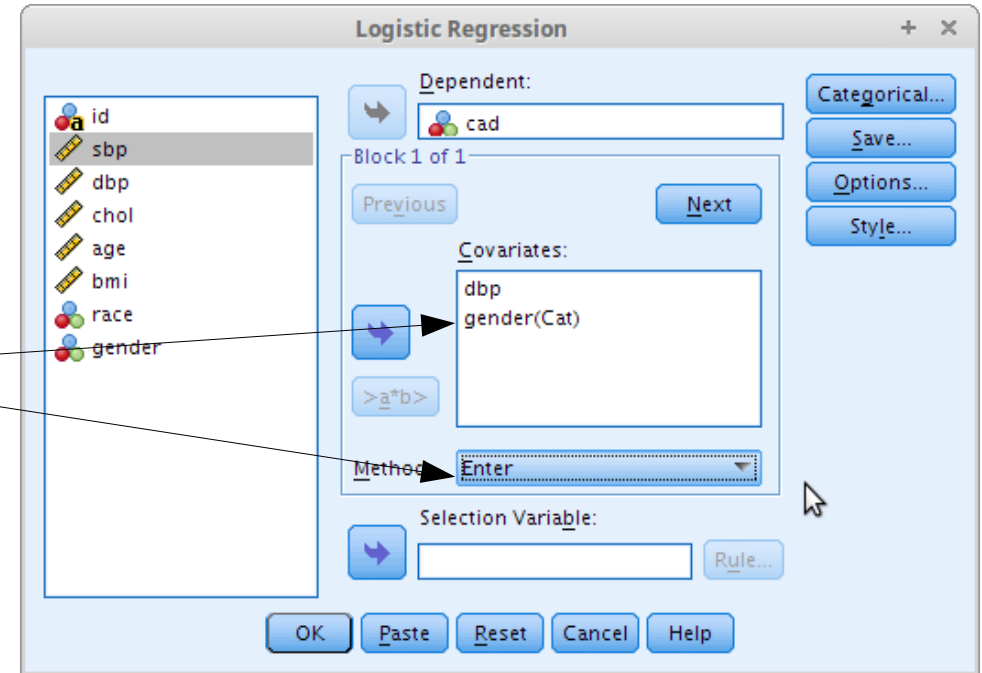 Logistic Regression
id
sbp
dbp
chol
age
bmi
race
gender
Dependent:
cad
Block 1 of 1
Previous
Next
Covariates:
dbp
gender(Cat)
>a*b>
Method
Enter
Selection Variable:
Rule...
Categorical...
Save...
Options...
Style...
OK
Paste
Reset
Cancel
Help